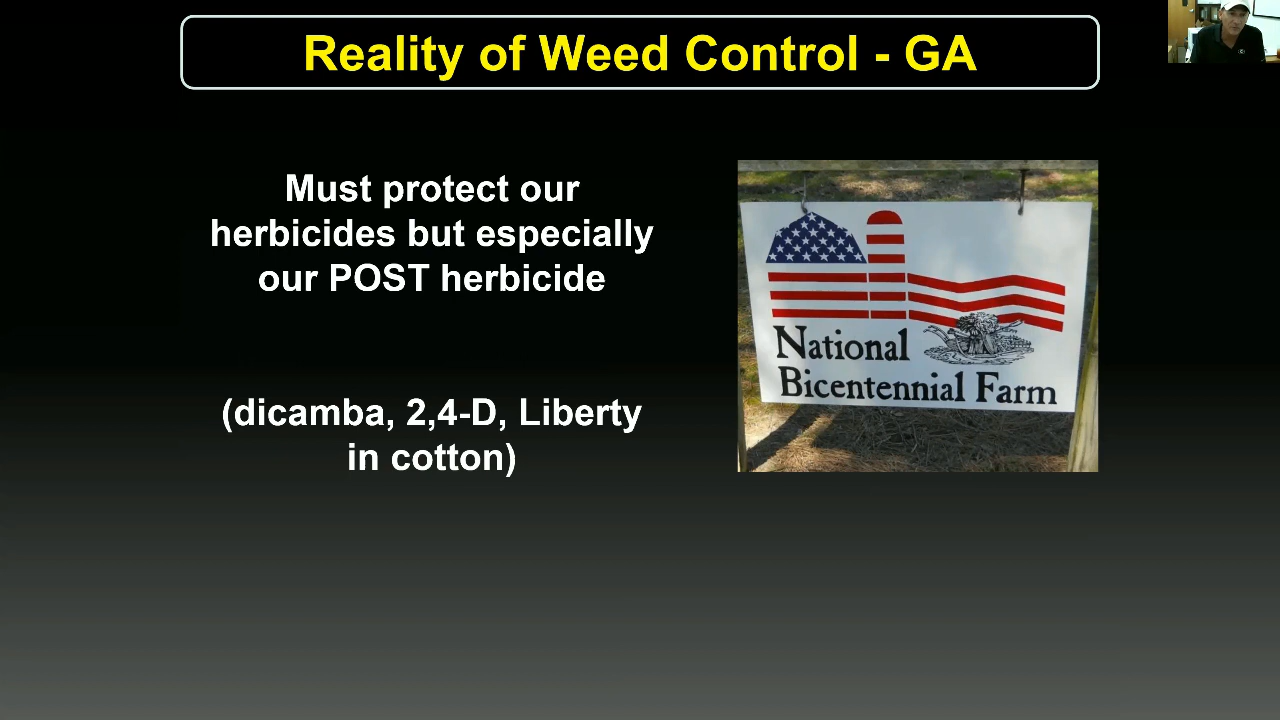 Reality of Weed Control - GA
Must protect our
herbicides but especially
our POST herbicide
(dicamba, 2,4-D, Liberty
in cotton)
National
Bicentennial Farm